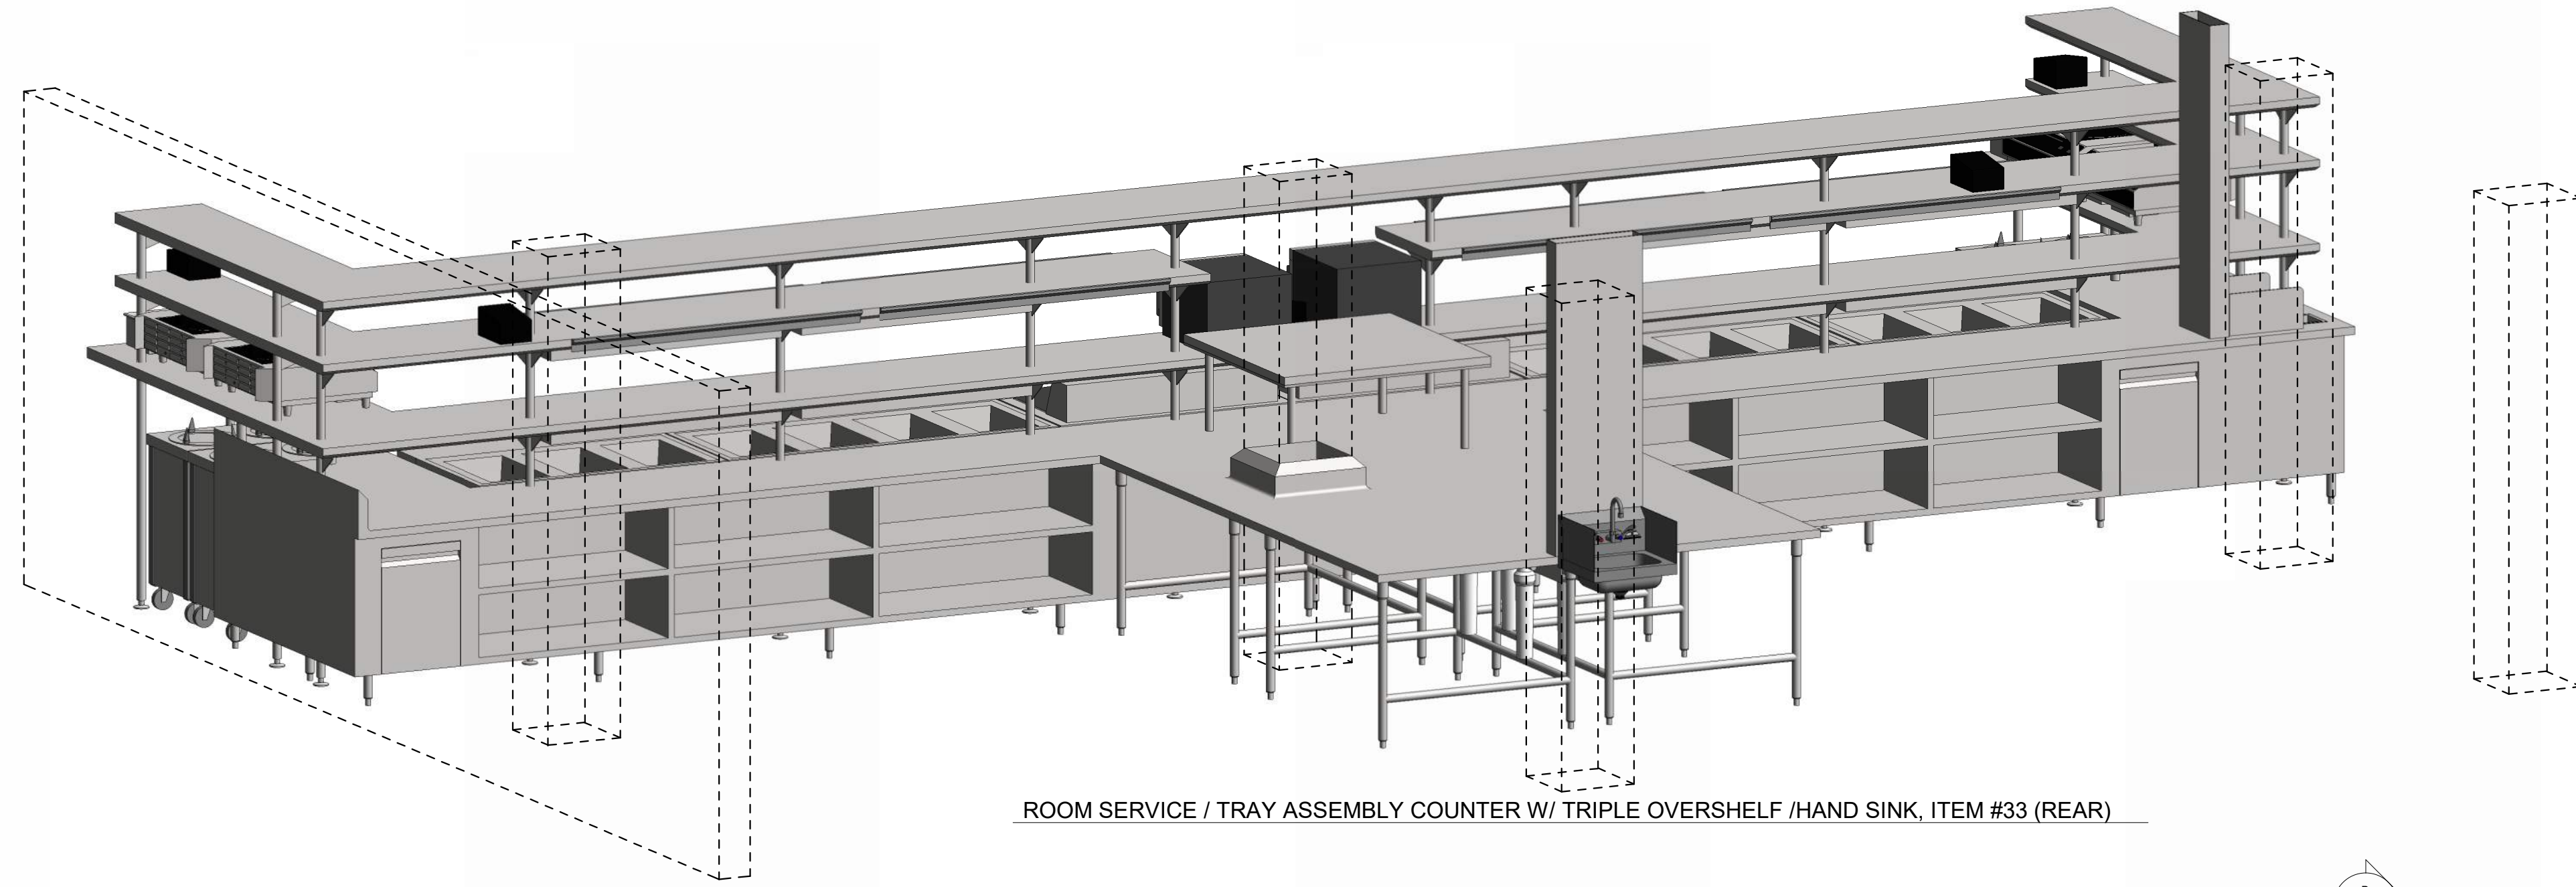 ROOM SERVICE / TRAY ASSEMBLY COUNTER W/ TRIPLE OVERSHELF /HAND SINK, ITEM #33 (REAR)